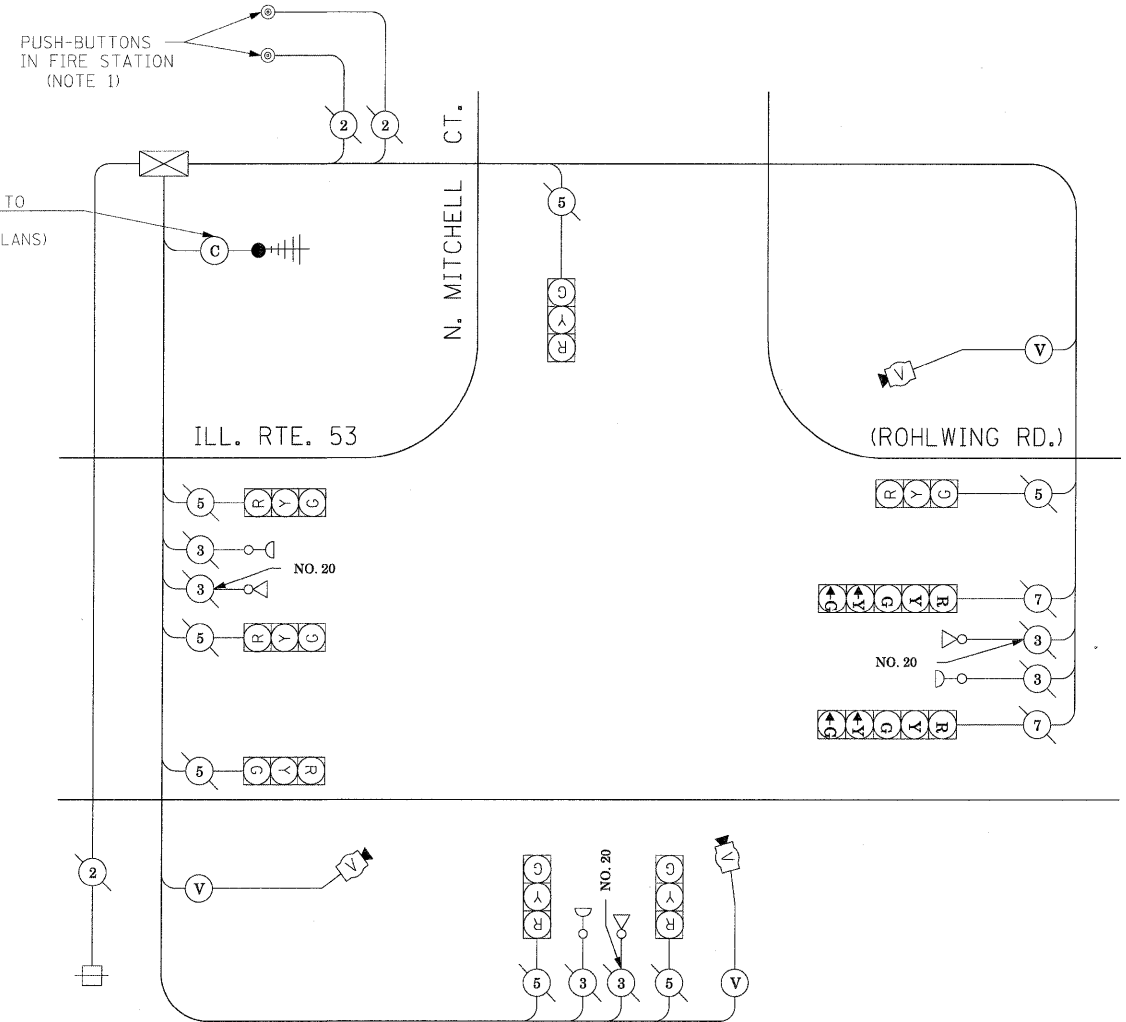 PUSH-BUTTONS
IN FIRE STATION
(NOTE 1)
2 2
N. MITCHELL CT.
TO
LANS)
C
5
G
Y
R
V
V
ILL. RTE. 53
(ROHLWING RD.)
5 R Y G
R Y G 5
3
NO. 20
3
G Y G Y R 7
3
NO. 20
5 R Y G
3
G Y G Y R 7
5 G Y R
2
V
V
G
Y
R
5
3
NO. 20
3
G
Y
R
5
V
V